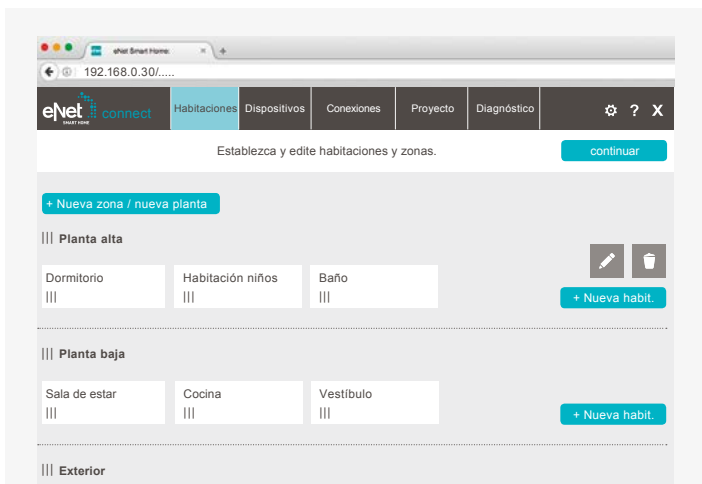 eNet Smart Home:
192.168.0.30/.....
eNet connect
SMART HOME
Habitaciones Dispositivos Conexiones Proyecto Diagnóstico ? X
Establezca y edite habitaciones y zonas. continuar
+ Nueva zona / nueva planta
Planta alta
Dormitorio Habitación niños Baño
+ Nueva habit.
Planta baja
Sala de estar Cocina Vestíbulo
+ Nueva habit.
Exterior